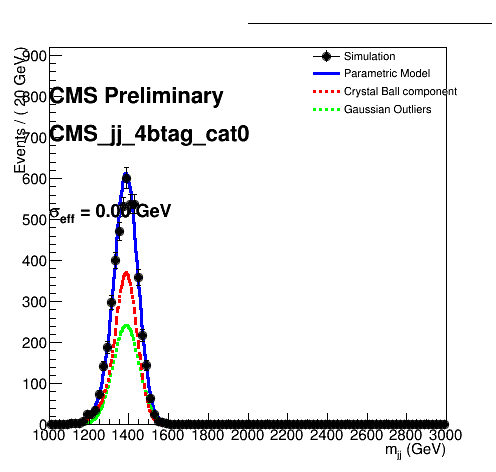 Events / ( 20 GeV )
900
800
700
600
500
400
300
200
100
0
CMS Preliminary
CMS_jj_4btag_cat0
σeff = 0.00 GeV
Simulation
Parametric Model
Crystal Ball component
Gaussian Outliers
1000 1200 1400 1600 1800 2000 2200 2400 2600 2800 3000
mjj (GeV)